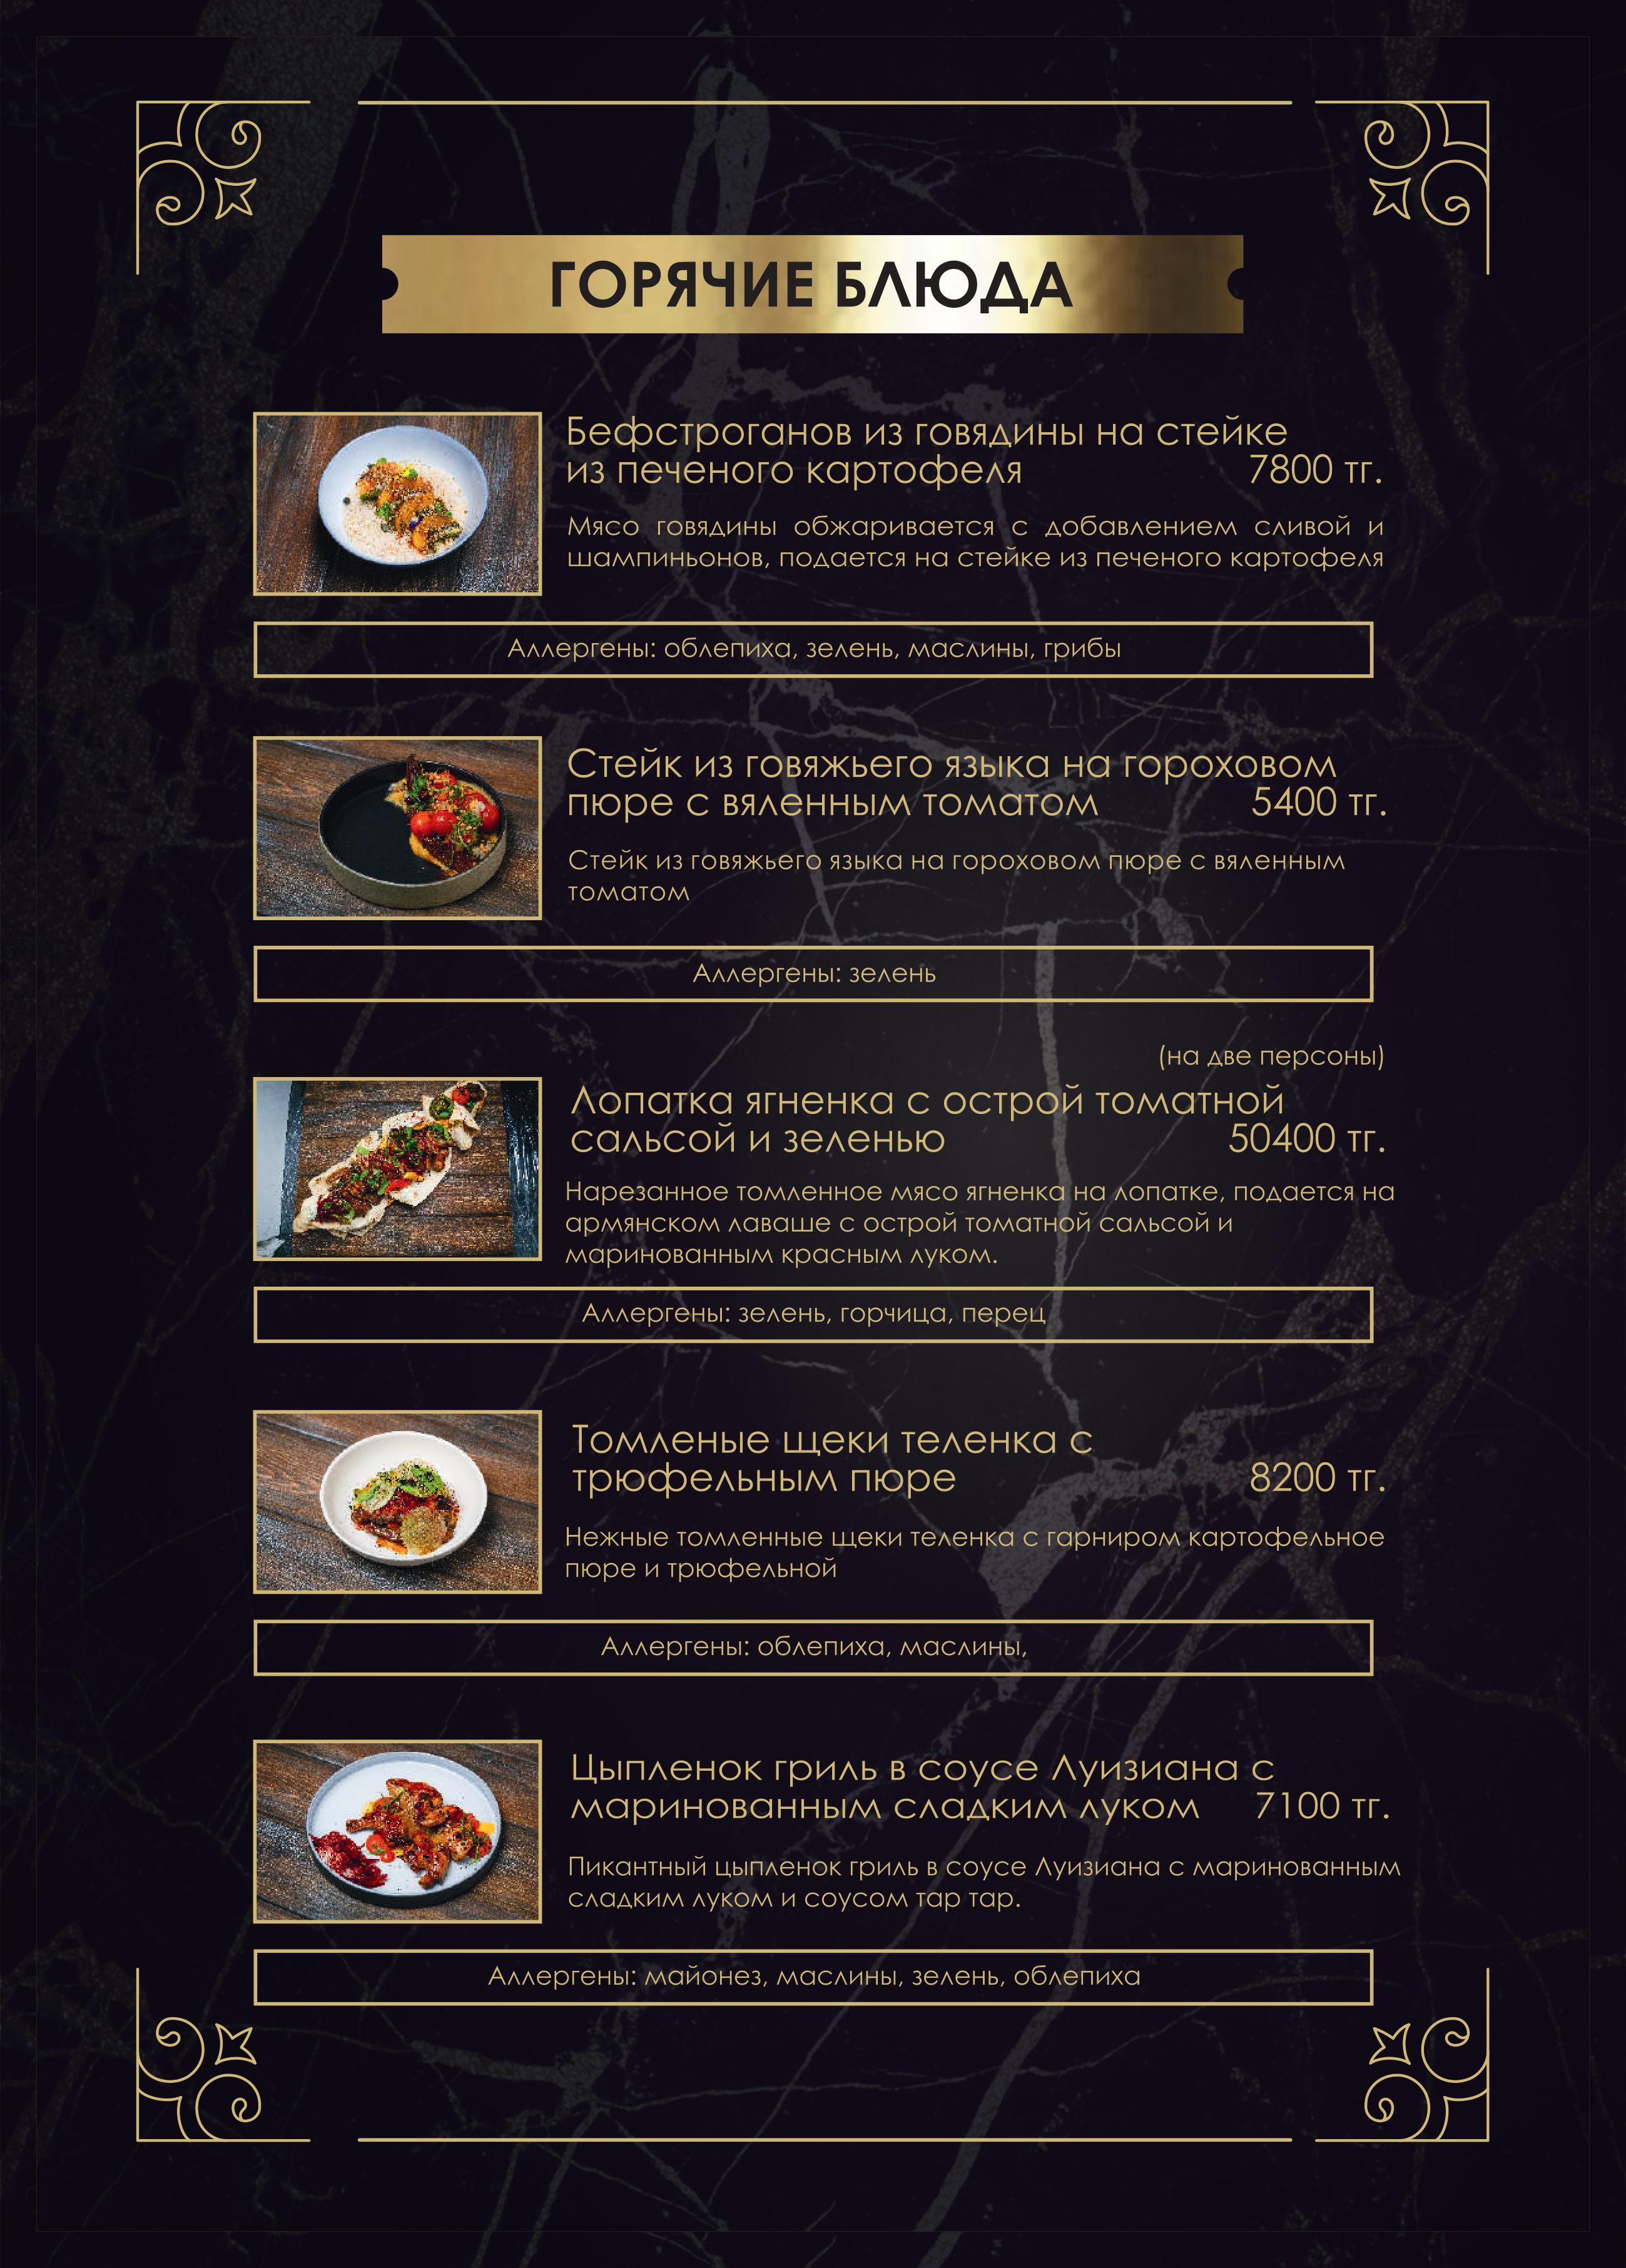 ГОРЯЧИЕ БЛЮДА
Бефстроганов из говядины на стейке
из печеного картофеля 7800 тг.
Мясо говядины обжаривается с добавлением сливой и
шампиньонов, подается на стейке из печеного картофеля
Аллергены: облепиха, зелень, маслины, грибы
Стейк из говяжьего языка на гороховом
пюре с вяленным томатом 5400 тг.
Стейк из говяжьего языка на гороховом пюре с вяленным
томатом
Аллергены: зелень
(на две персоны)
Лопатка ягненка с острой томатной
сальсой и зеленью 50400 тг.
Нарезанное томленное мясо ягненка на лопатке, подается на
армянском лаваше с острой томатной сальсой и
маринованным красным луком.
Аллергены: зелень, горчица, перец
Томленые щеки теленка с
трюфельным пюре 8200 тг.
Нежные томленные щеки теленка с гарниром картофельное
пюре и трюфельной
Аллергены: облепиха, маслины,
Цыпленок гриль в соусе Луизиана с
маринованным сладким луком 7100 тг.
Пикантный цыпленок гриль в соусе Луизиана с маринованным
сладким луком и соусом тар тар.
Аллергены: майонез, маслины, зелень, облепиха